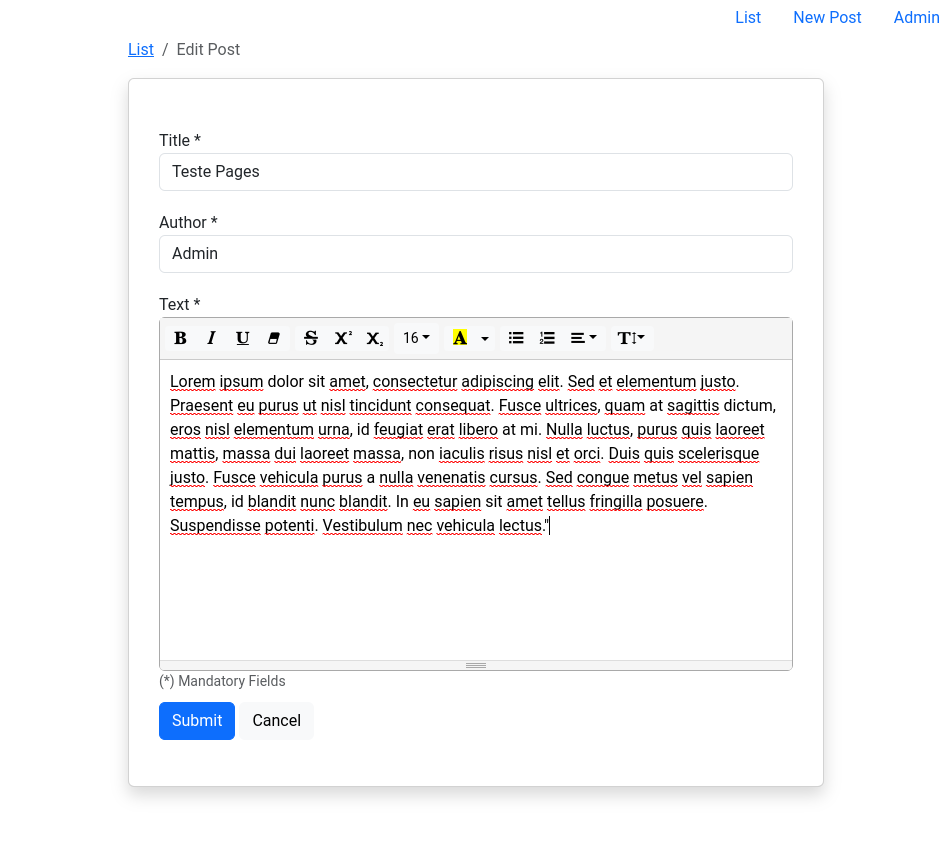 List New Post Admin
List / Edit Post
Title *
Teste Pages
Author *
Admin
Text *
B I U S X² X₂ 16 A T
Lorem ipsum dolor sit amet, consectetur adipiscing elit. Sed et elementum justo.
Praesent eu purus ut nisl tincidunt consequat. Fusce ultrices, quam at sagittis dictum,
eros nisl elementum urna, id feugiat erat libero at mi. Nulla luctus, purus quis laoreet
mattis, massa dui laoreet massa, non iaculis risus nisl et orci. Duis quis scelerisque
justo. Fusce vehicula purus a nulla venenatis cursus. Sed congue metus vel sapien
tempus, id blandit nunc blandit. In eu sapien sit amet tellus fringilla posuere.
Suspendisse potenti. Vestibulum nec vehicula lectus."
(*) Mandatory Fields
Submit Cancel